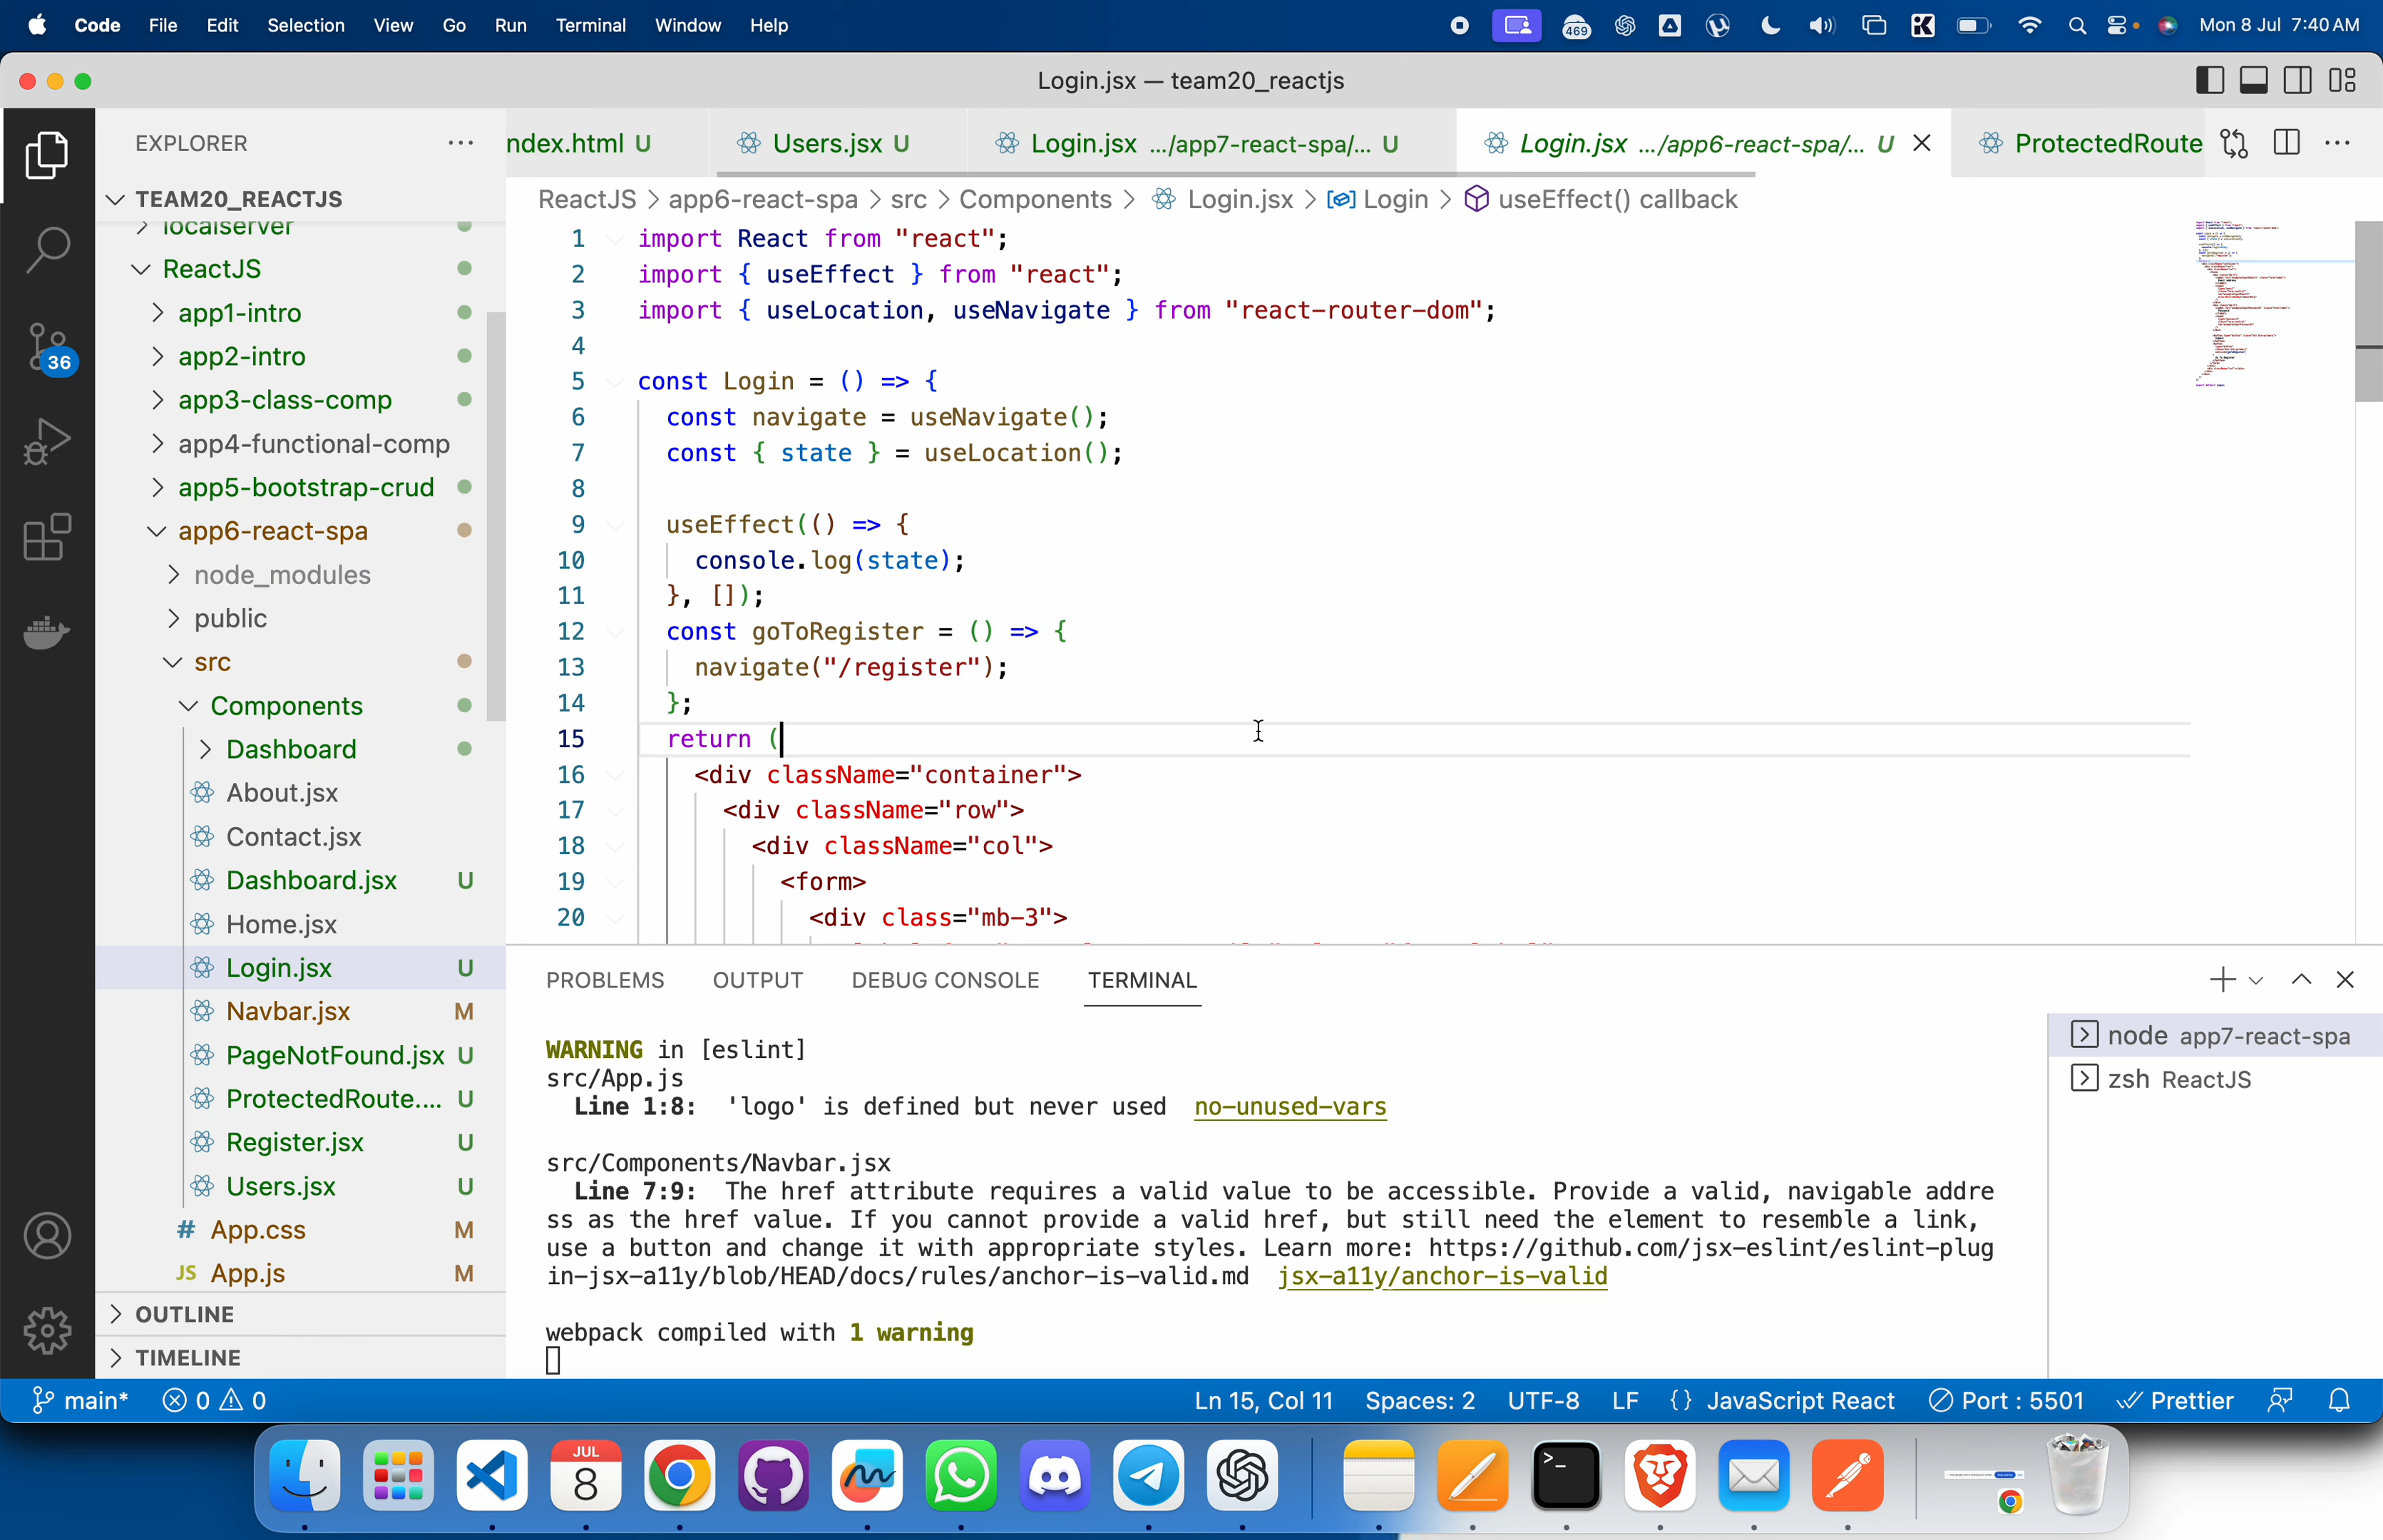 Code File Edit Selection View Go Run Terminal Window Help 469 Mon 8 Jul 7:40 AM
Login.jsx — team20_reactjs
EXPLORER
ndex.html U Users.jsx U Login.jsx .../app7-react-spa/... U Login.jsx .../app6-react-spa/... U ProtectedRoute
TEAM20_REACTJS
ReactJS > app6-react-spa > src > Components > Login.jsx > Login > useEffect() callback
localserver
ReactJS
app1-intro
app2-intro
app3-class-comp
app4-functional-comp
app5-bootstrap-crud
app6-react-spa
node_modules
public
src
Components
Dashboard
About.jsx
Contact.jsx
Dashboard.jsx U
Home.jsx
Login.jsx U
Navbar.jsx M
PageNotFound.jsx U
ProtectedRoute.... U
Register.jsx U
Users.jsx U
# App.css M
JS App.js M
OUTLINE
TIMELINE
36
1 import React from "react";
2 import { useEffect } from "react";
3 import { useLocation, useNavigate } from "react-router-dom";
4
5 const Login = () => {
6 const navigate = useNavigate();
7 const { state } = useLocation();
8
9 useEffect(() => {
10 console.log(state);
11 }, []);
12 const goToRegister = () => {
13 navigate("/register");
14 };
15 return (
16 <div className="container">
17 <div className="row">
18 <div className="col">
19 <form>
20 <div class="mb-3">
PROBLEMS OUTPUT DEBUG CONSOLE TERMINAL
WARNING in [eslint]
src/App.js
Line 1:8: 'logo' is defined but never used no-unused-vars
src/Components/Navbar.jsx
Line 7:9: The href attribute requires a valid value to be accessible. Provide a valid, navigable addre
ss as the href value. If you cannot provide a valid href, but still need the element to resemble a link,
use a button and change it with appropriate styles. Learn more: https://github.com/jsx-eslint/eslint-plug
in-jsx-a11y/blob/HEAD/docs/rules/anchor-is-valid.md jsx-a11y/anchor-is-valid
webpack compiled with 1 warning
node app7-react-spa
zsh ReactJS
main* 0 0 Ln 15, Col 11 Spaces: 2 UTF-8 LF {} JavaScript React Port : 5501 Prettier
JUL
8